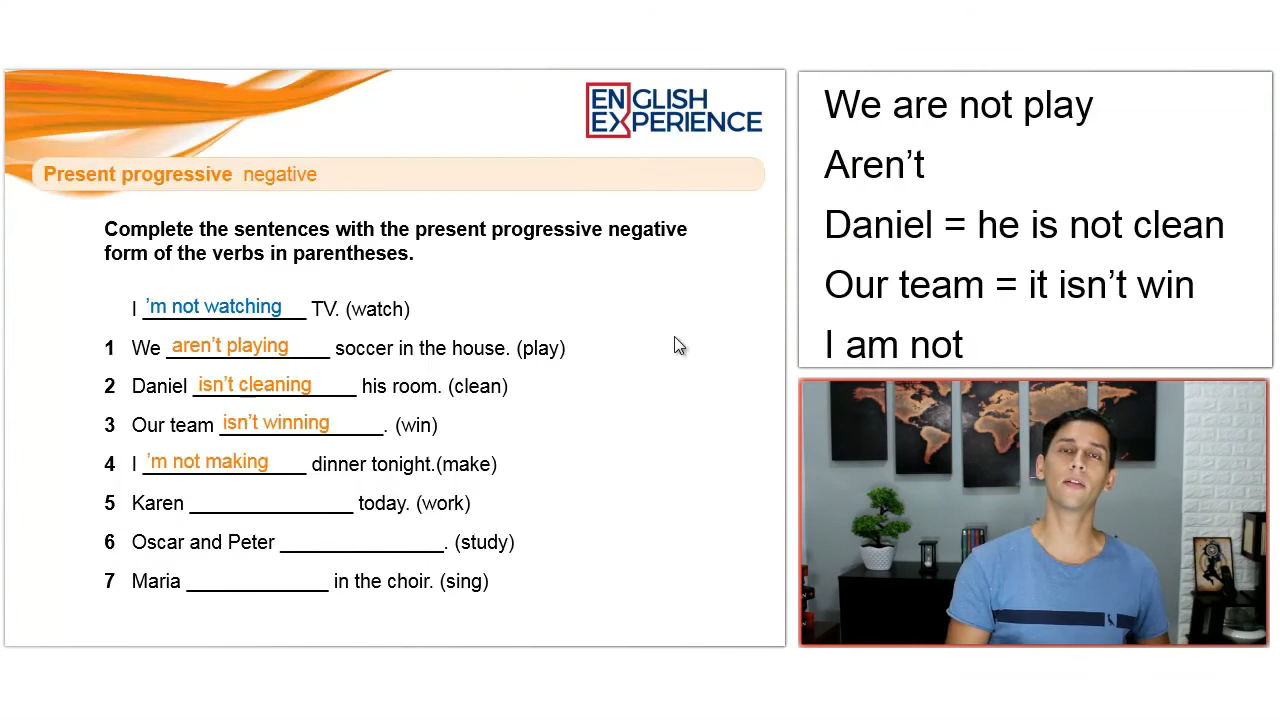 ENGLISH
EXPERIENCE
Present progressive negative
Complete the sentences with the present progressive negative
form of the verbs in parentheses.
I 'm not watching TV. (watch)
1 We aren't playing soccer in the house. (play)
2 Daniel isn't cleaning his room. (clean)
3 Our team isn't winning. (win)
4 I 'm not making dinner tonight.(make)
5 Karen _______________ today. (work)
6 Oscar and Peter _______________. (study)
7 Maria _____________ in the choir. (sing)
We are not play
Aren't
Daniel = he is not clean
Our team = it isn't win
I am not